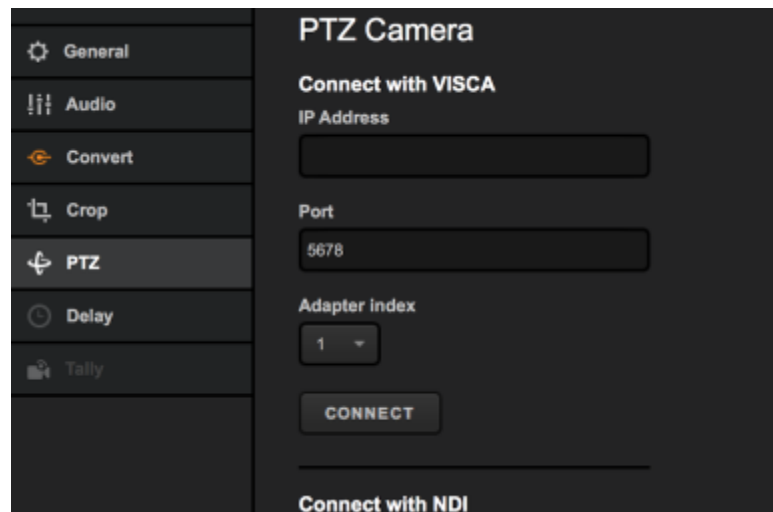 General
Audio
Convert
Crop
PTZ
Delay
Tally
PTZ Camera
Connect with VISCA
IP Address
Port
5678
Adapter index
1
CONNECT
Connect with NDI